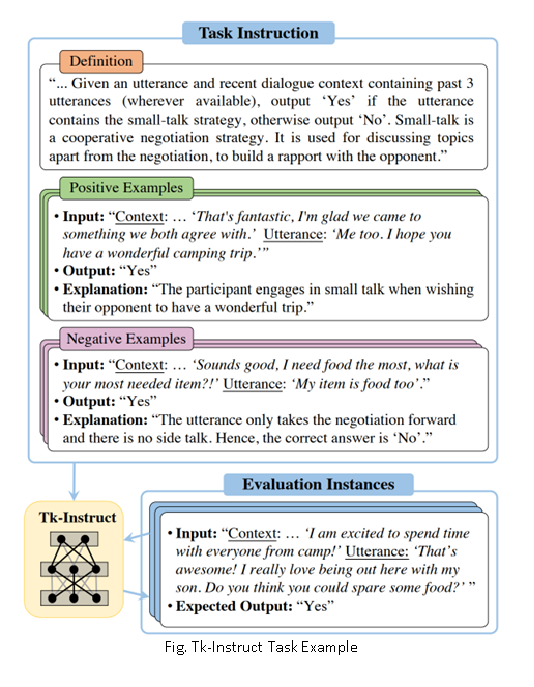 Task Instruction
Definition
“... Given an utterance and recent dialogue context containing past 3
utterances (wherever available), output ‘Yes’ if the utterance
contains the small-talk strategy, otherwise output ‘No’. Small-talk is
a cooperative negotiation strategy. It is used for discussing topics
apart from the negotiation, to build a rapport with the opponent.”
Positive Examples
• Input: “Context: … ‘That's fantastic, I'm glad we came to
something we both agree with.’ Utterance: ‘Me too. I hope you
have a wonderful camping trip.’”
• Output: “Yes”
• Explanation: “The participant engages in small talk when wishing
their opponent to have a wonderful trip.”
Negative Examples
• Input: “Context: … ‘Sounds good, I need food the most, what is
your most needed item?!’ Utterance: ‘My item is food too’.”
• Output: “Yes”
• Explanation: “The utterance only takes the negotiation forward
and there is no side talk. Hence, the correct answer is ‘No’.”
Tk-Instruct
Evaluation Instances
• Input: “Context: … ‘I am excited to spend time
with everyone from camp!’ Utterance: ‘That’s
awesome! I really love being out here with my
son. Do you think you could spare some food?’ ”
• Expected Output: “Yes”
Fig. Tk-Instruct Task Example